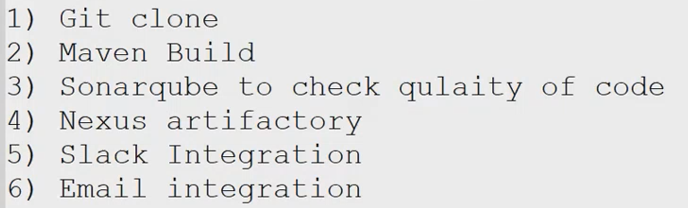 1) Git clone
2) Maven Build
3) Sonarqube to check qulaity of code
4) Nexus artifactory
5) Slack Integration
6) Email integration